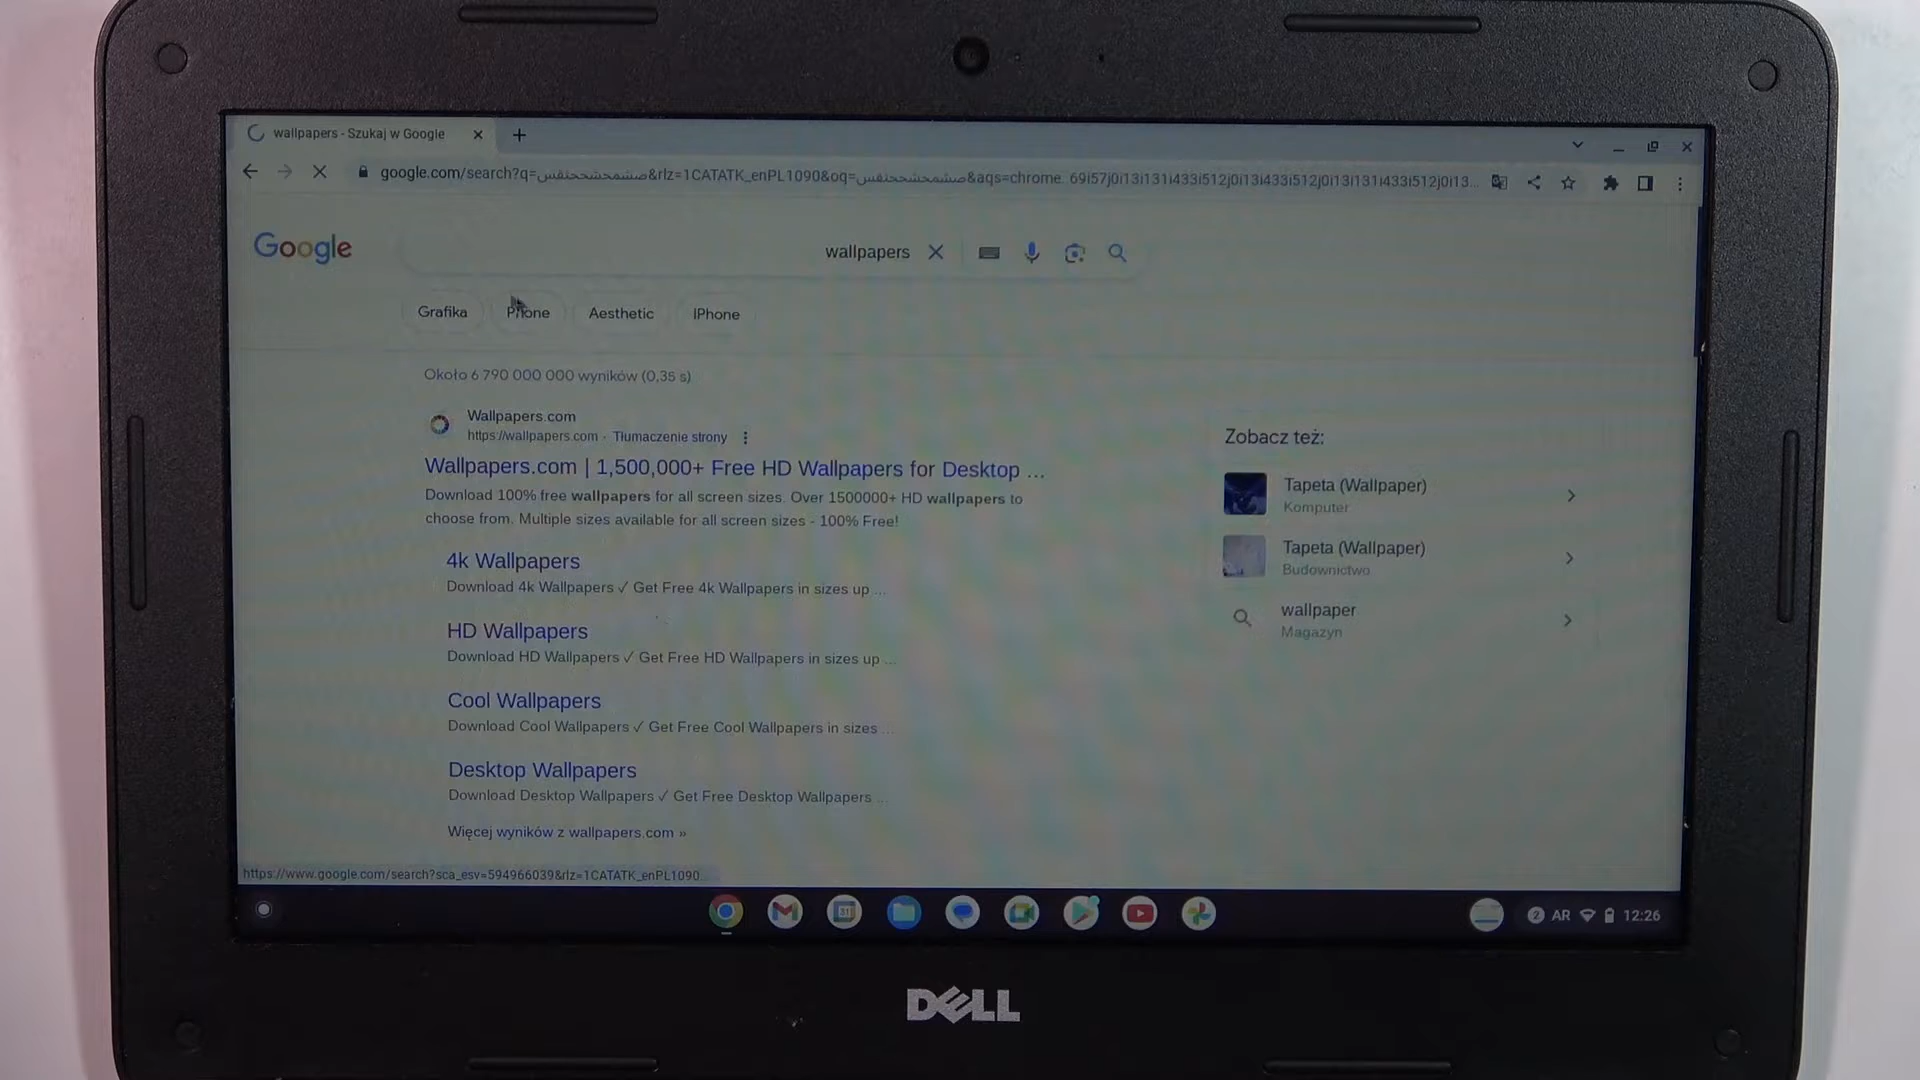 wallpapers - Szukaj w Google
google.com/search?q=صشمحشحثقس&rlz=1CATATK_enPL1090&oq=صشمحشحثقس&aqs=chrome. 69i57j0i13i131i433i512j0i13i433i512j0i13i131i433i512j0i13...
Google
wallpapers
Grafika Phone Aesthetic IPhone
Około 6 790 000 000 wyników (0,35 s)
Wallpapers.com
https://wallpapers.com · Tłumaczenie strony
Wallpapers.com | 1,500,000+ Free HD Wallpapers for Desktop ...
Download 100% free wallpapers for all screen sizes. Over 1500000+ HD wallpapers to
choose from. Multiple sizes available for all screen sizes - 100% Free!
4k Wallpapers
Download 4k Wallpapers ✓ Get Free 4k Wallpapers in sizes up ...
HD Wallpapers
Download HD Wallpapers ✓ Get Free HD Wallpapers in sizes up ...
Cool Wallpapers
Download Cool Wallpapers ✓ Get Free Cool Wallpapers in sizes ...
Desktop Wallpapers
Download Desktop Wallpapers ✓ Get Free Desktop Wallpapers ...
Więcej wyników z wallpapers.com »
Zobacz też:
Tapeta (Wallpaper)
Komputer
Tapeta (Wallpaper)
Budownictwo
wallpaper
Magazyn
https://www.google.com/search?sca_esv=594966039&rlz=1CATATK_enPL1090...
31
2 AR 12:26
DELL